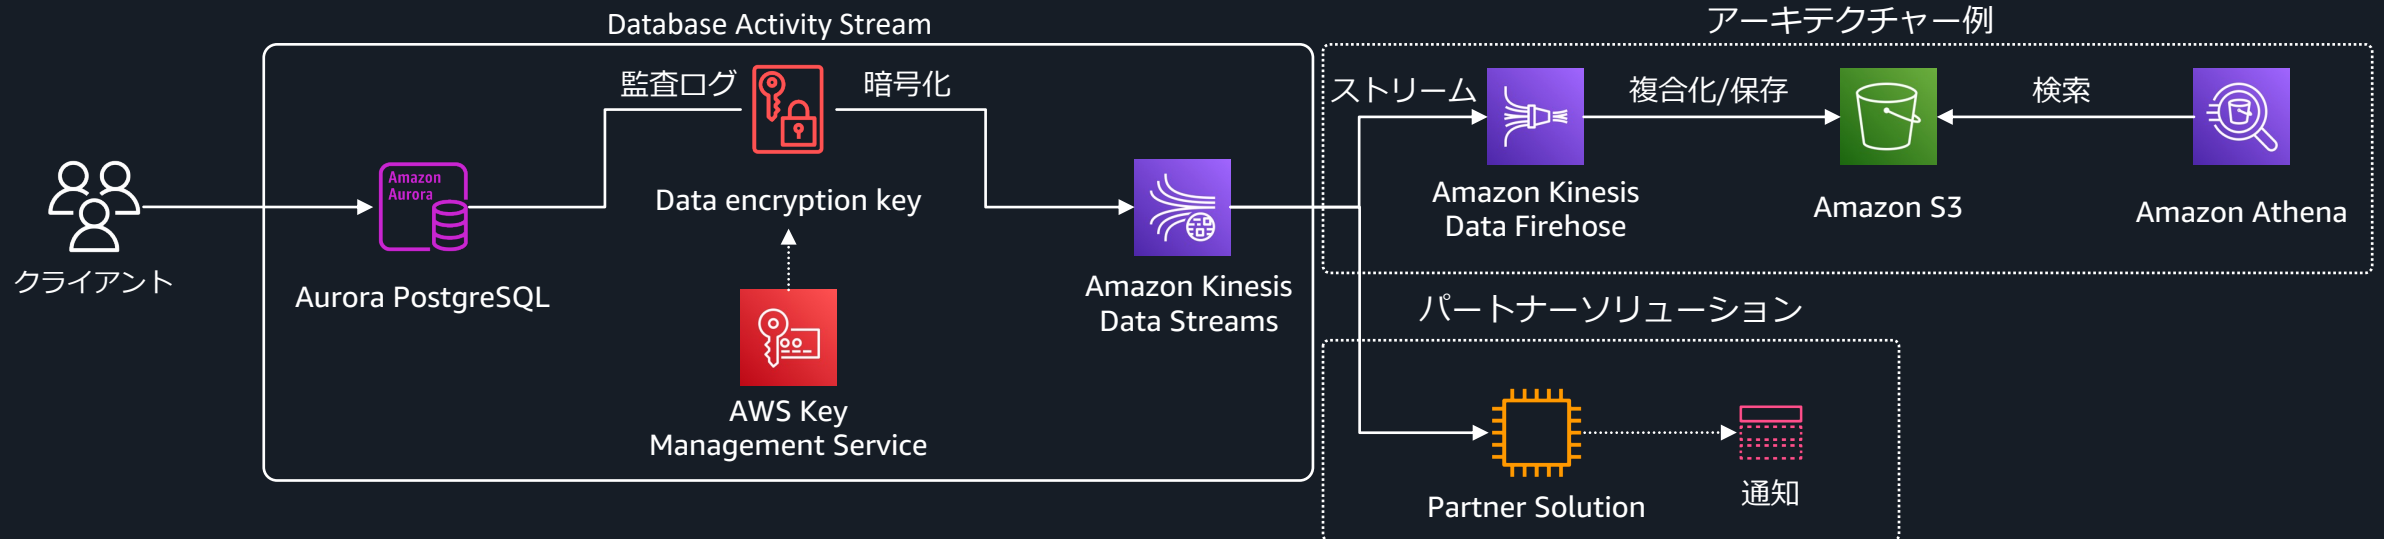 Database Activity Stream
アーキテクチャー例
監査ログ
暗号化
ストリーム
複合化/保存
検索
Amazon
Aurora
Data encryption key
クライアント
Aurora PostgreSQL
AWS Key
Management Service
Amazon Kinesis
Data Streams
Amazon Kinesis
Data Firehose
Amazon S3
Amazon Athena
パートナーソリューション
Partner Solution
通知